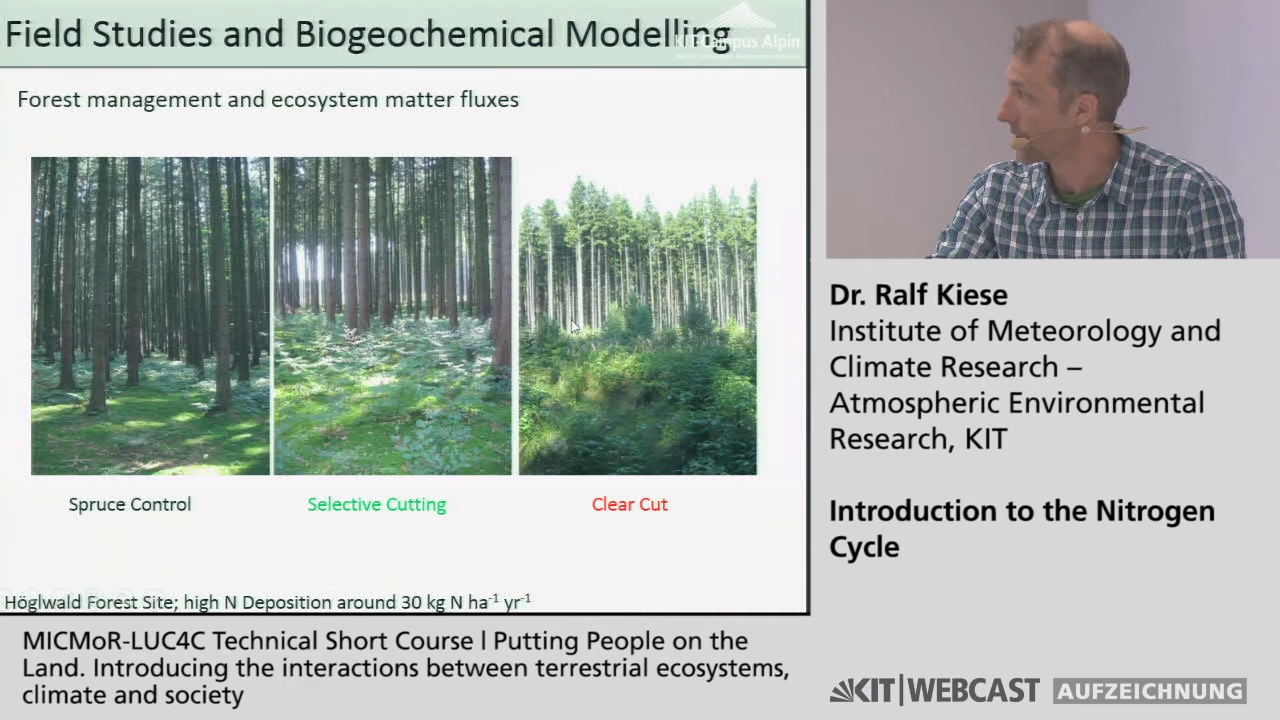 Field Studies and Biogeochemical Modelling
KIT-Campus Alpin
Forest management and ecosystem matter fluxes
Spruce Control
Selective Cutting
Clear Cut
Höglwald Forest Site; high N Deposition around 30 kg N ha⁻¹ yr⁻¹
Dr. Ralf Kiese
Institute of Meteorology and
Climate Research –
Atmospheric Environmental
Research, KIT
Introduction to the Nitrogen
Cycle
MICMoR-LUC4C Technical Short Course | Putting People on the
Land. Introducing the interactions between terrestrial ecosystems,
climate and society
KIT|WEBCAST AUFZEICHNUNG